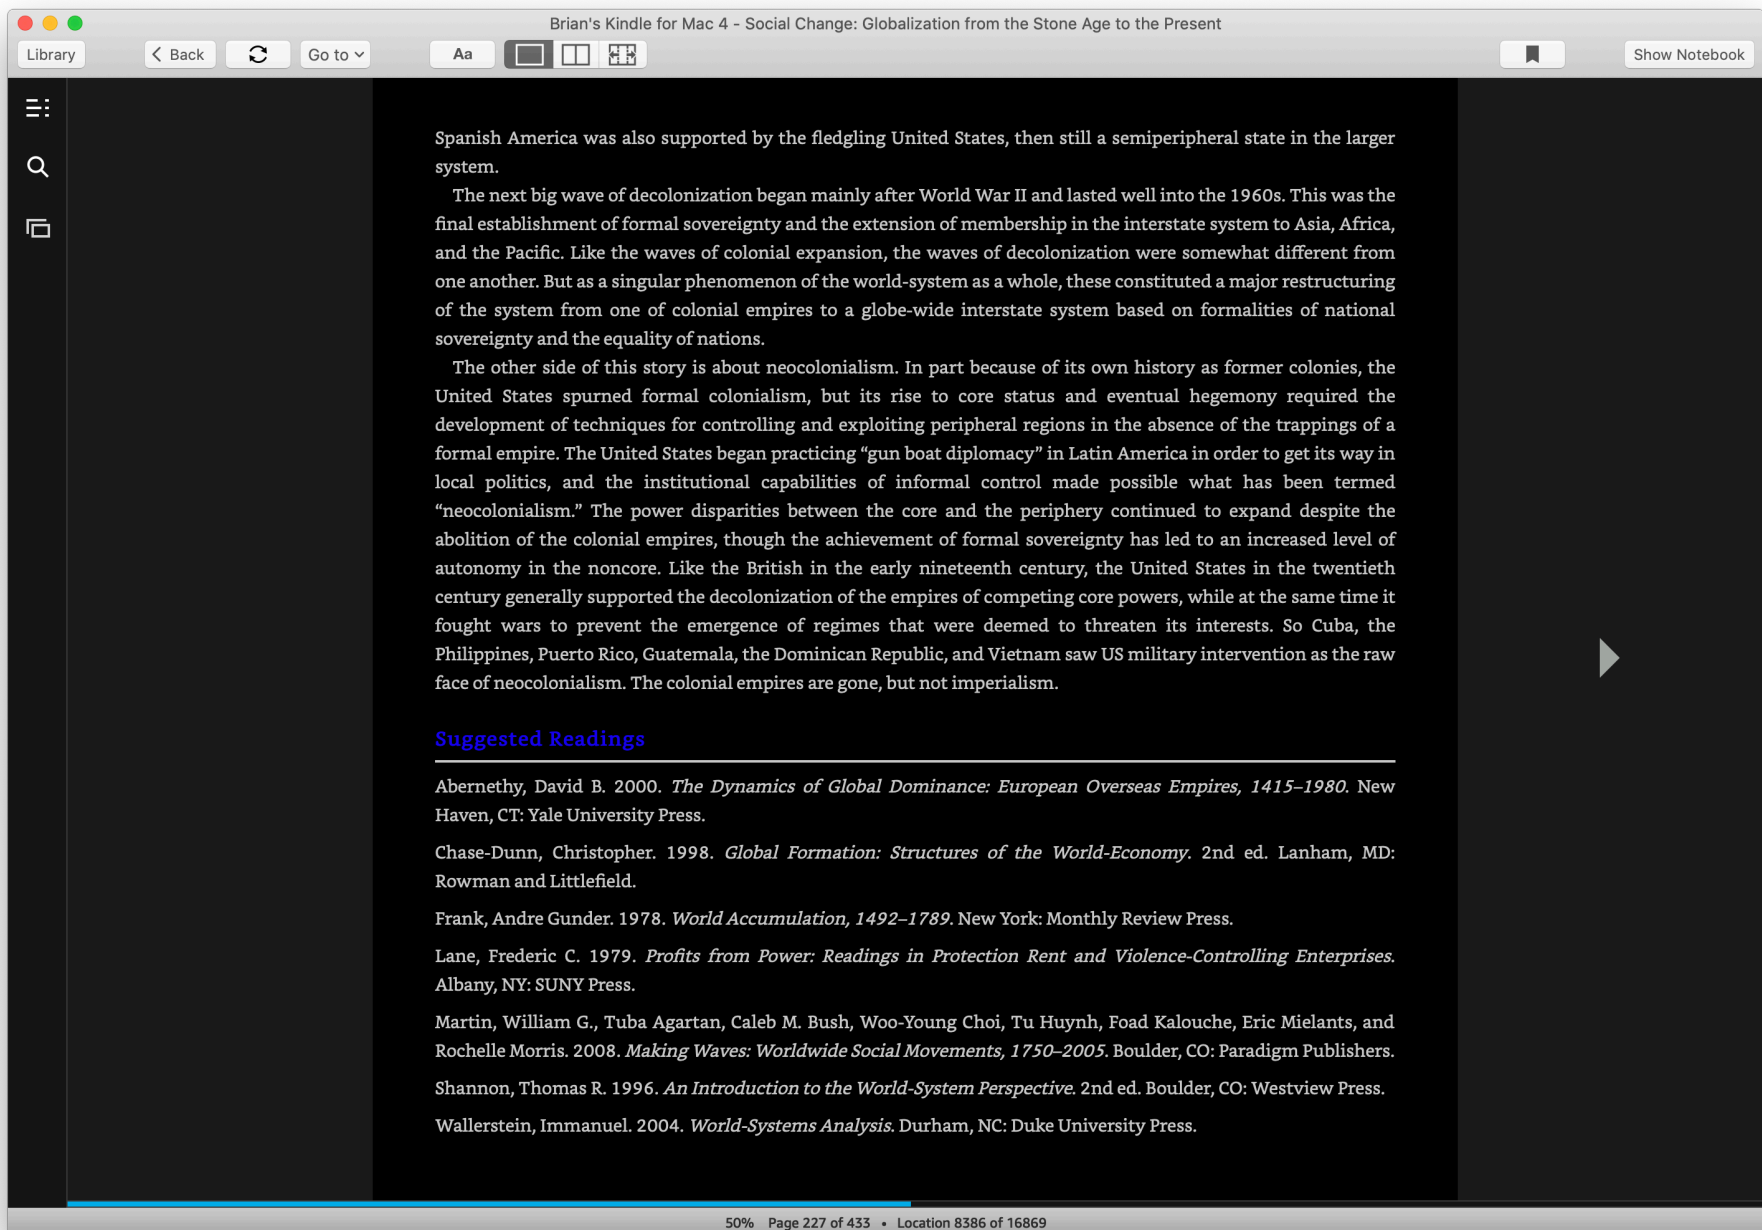 Brian's Kindle for Mac 4 - Social Change: Globalization from the Stone Age to the Present
Library
Back
Go to
Aa
Show Notebook
Spanish America was also supported by the fledgling United States, then still a semiperipheral state in the larger
system.
The next big wave of decolonization began mainly after World War II and lasted well into the 1960s. This was the
final establishment of formal sovereignty and the extension of membership in the interstate system to Asia, Africa,
and the Pacific. Like the waves of colonial expansion, the waves of decolonization were somewhat different from
one another. But as a singular phenomenon of the world-system as a whole, these constituted a major restructuring
of the system from one of colonial empires to a globe-wide interstate system based on formalities of national
sovereignty and the equality of nations.
The other side of this story is about neocolonialism. In part because of its own history as former colonies, the
United States spurned formal colonialism, but its rise to core status and eventual hegemony required the
development of techniques for controlling and exploiting peripheral regions in the absence of the trappings of a
formal empire. The United States began practicing “gun boat diplomacy” in Latin America in order to get its way in
local politics, and the institutional capabilities of informal control made possible what has been termed
“neocolonialism.” The power disparities between the core and the periphery continued to expand despite the
abolition of the colonial empires, though the achievement of formal sovereignty has led to an increased level of
autonomy in the noncore. Like the British in the early nineteenth century, the United States in the twentieth
century generally supported the decolonization of the empires of competing core powers, while at the same time it
fought wars to prevent the emergence of regimes that were deemed to threaten its interests. So Cuba, the
Philippines, Puerto Rico, Guatemala, the Dominican Republic, and Vietnam saw US military intervention as the raw
face of neocolonialism. The colonial empires are gone, but not imperialism.
Suggested Readings
Abernethy, David B. 2000. The Dynamics of Global Dominance: European Overseas Empires, 1415–1980. New
Haven, CT: Yale University Press.
Chase-Dunn, Christopher. 1998. Global Formation: Structures of the World-Economy. 2nd ed. Lanham, MD:
Rowman and Littlefield.
Frank, Andre Gunder. 1978. World Accumulation, 1492–1789. New York: Monthly Review Press.
Lane, Frederic C. 1979. Profits from Power: Readings in Protection Rent and Violence-Controlling Enterprises.
Albany, NY: SUNY Press.
Martin, William G., Tuba Agartan, Caleb M. Bush, Woo-Young Choi, Tu Huynh, Foad Kalouche, Eric Mielants, and
Rochelle Morris. 2008. Making Waves: Worldwide Social Movements, 1750–2005. Boulder, CO: Paradigm Publishers.
Shannon, Thomas R. 1996. An Introduction to the World-System Perspective. 2nd ed. Boulder, CO: Westview Press.
Wallerstein, Immanuel. 2004. World-Systems Analysis. Durham, NC: Duke University Press.
50% Page 227 of 433 • Location 8386 of 16869